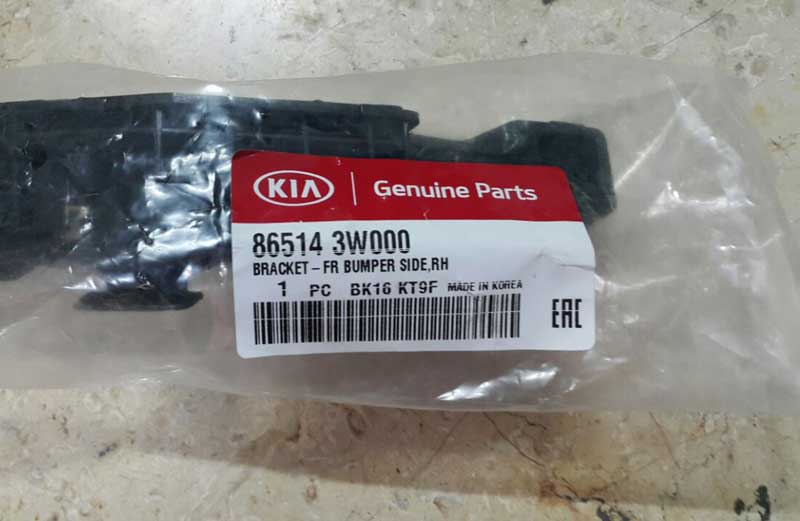 KIA | Genuine Parts
86514 3W000
BRACKET-FR BUMPER SIDE,RH
1 PC BK16 KT9F MADE IN KOREA
EAC